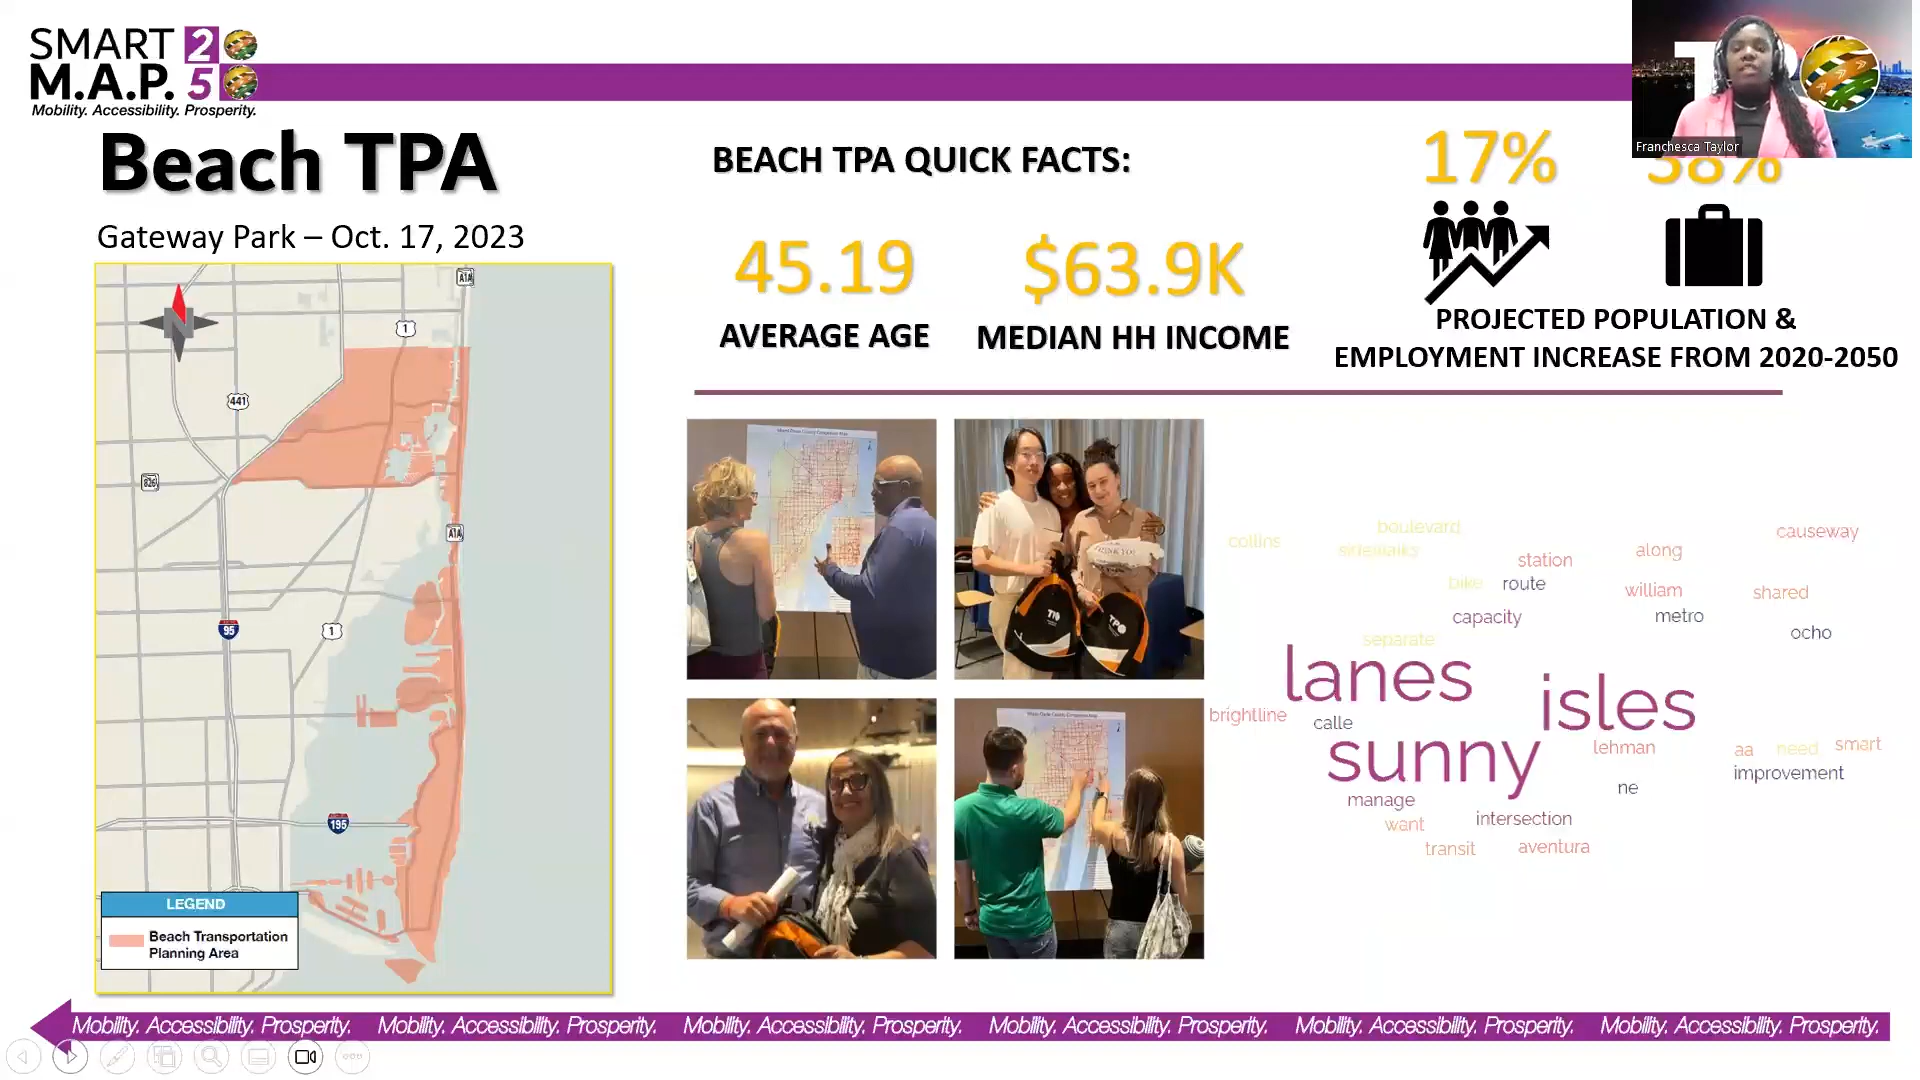 SMART 2
M.A.P. 5
Mobility. Accessibility. Prosperity.
Franchesca Taylor
Beach TPA
Gateway Park – Oct. 17, 2023
BEACH TPA QUICK FACTS:
17%
38%
45.19
AVERAGE AGE
$63.9K
MEDIAN HH INCOME
PROJECTED POPULATION &
EMPLOYMENT INCREASE FROM 2020-2050
A1A
1
441
826
A1A
95
1
195
LEGEND
Beach Transportation
Planning Area
TPO
collins
boulevard
sidewalks
causeway
station
along
bike
route
william
shared
capacity
metro
ocho
separate
lanes
isles
brightline
calle
sunny
lehman
aa
need
smart
improvement
ne
manage
want
intersection
transit
aventura
Mobility. Accessibility. Prosperity. Mobility. Accessibility. Prosperity. Mobility. Accessibility. Prosperity. Mobility. Accessibility. Prosperity. Mobility. Accessibility. Prosperity. Mobility. Accessibility. Prosperity.